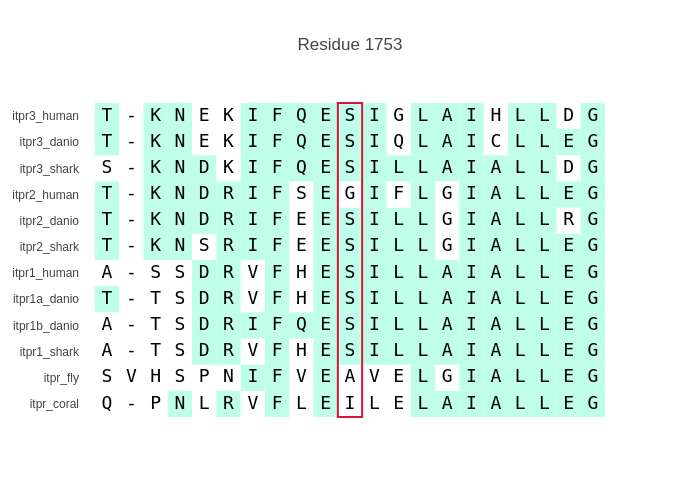 Residue 1753
itpr3_human T - K N E K I F Q E S I G L A I H L L D G
itpr3_danio T - K N E K I F Q E S I Q L A I C L L E G
itpr3_shark S - K N D K I F Q E S I L L A I A L L D G
itpr2_human T - K N D R I F S E G I F L G I A L L E G
itpr2_danio T - K N D R I F E E S I L L G I A L L R G
itpr2_shark T - K N S R I F E E S I L L G I A L L E G
itpr1_human A - S S D R V F H E S I L L A I A L L E G
itpr1a_danio T - T S D R V F H E S I L L A I A L L E G
itpr1b_danio A - T S D R I F Q E S I L L A I A L L E G
itpr1_shark A - T S D R V F H E S I L L A I A L L E G
itpr_fly S V H S P N I F V E A V E L G I A L L E G
itpr_coral Q - P N L R V F L E I L E L A I A L L E G